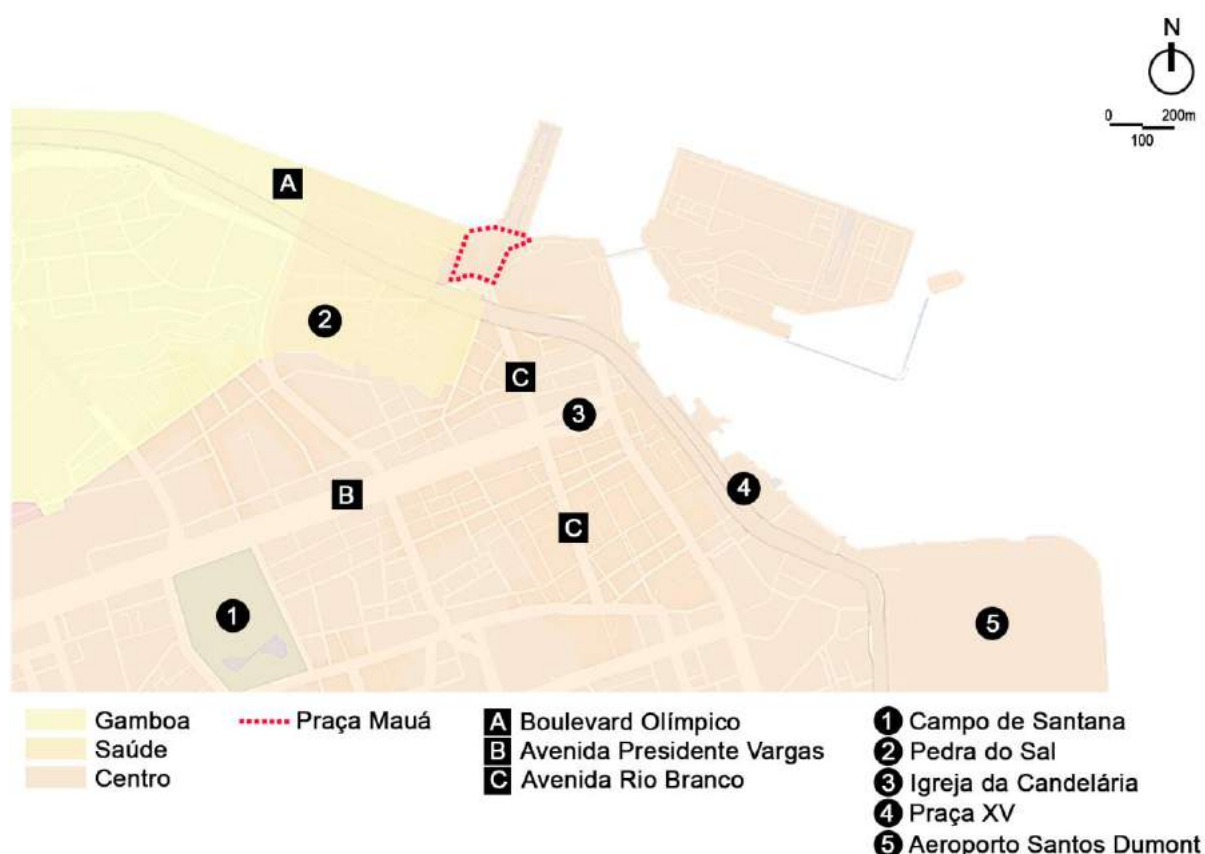 N
0 200m
100
A
2
C
3
B
4
C
1
5
Gamboa
Saúde
Centro
Praça Mauá
A Boulevard Olímpico
B Avenida Presidente Vargas
C Avenida Rio Branco
1 Campo de Santana
2 Pedra do Sal
3 Igreja da Candelária
4 Praça XV
5 Aeroporto Santos Dumont